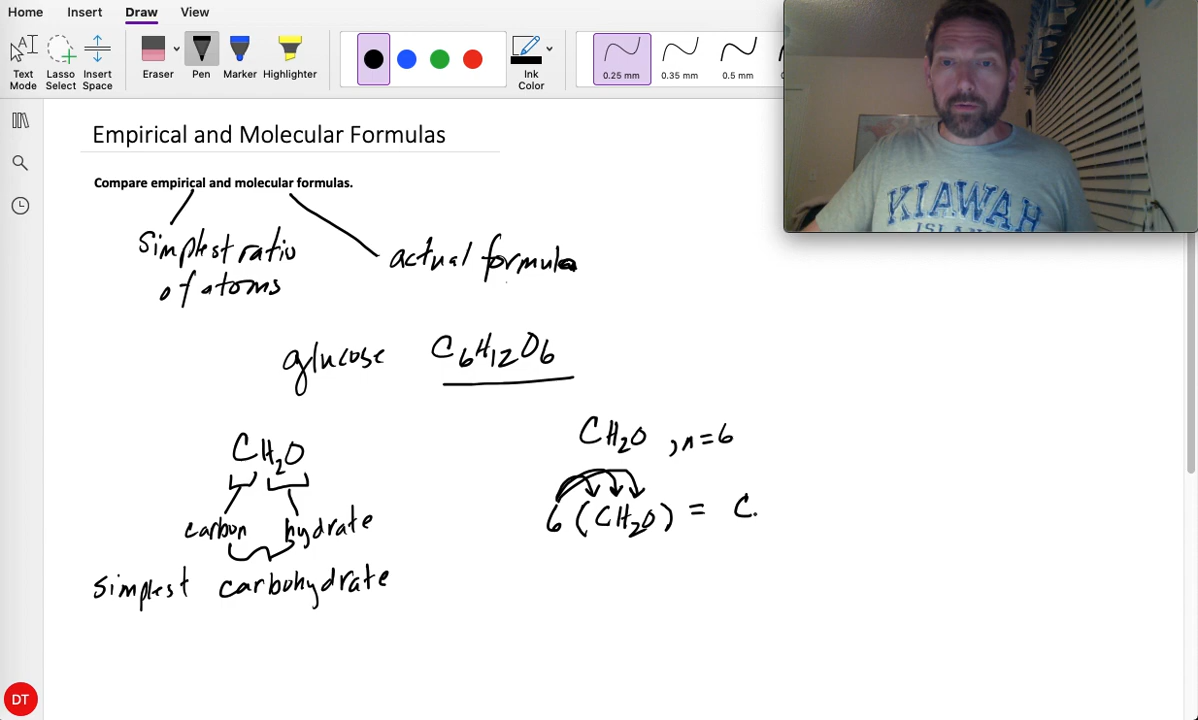 Home Insert Draw View
Text Mode Lasso Select Insert Space Eraser Pen Marker Highlighter Ink Color 0.25 mm 0.35 mm 0.5 mm
KIAWAH
ISLAND
Empirical and Molecular Formulas
Compare empirical and molecular formulas.
simplest ratio of atoms
actual formula
glucose C6H12O6
CH2O
carbon hydrate
simplest carbohydrate
CH2O , n=6
6 (CH2O) = C
DT